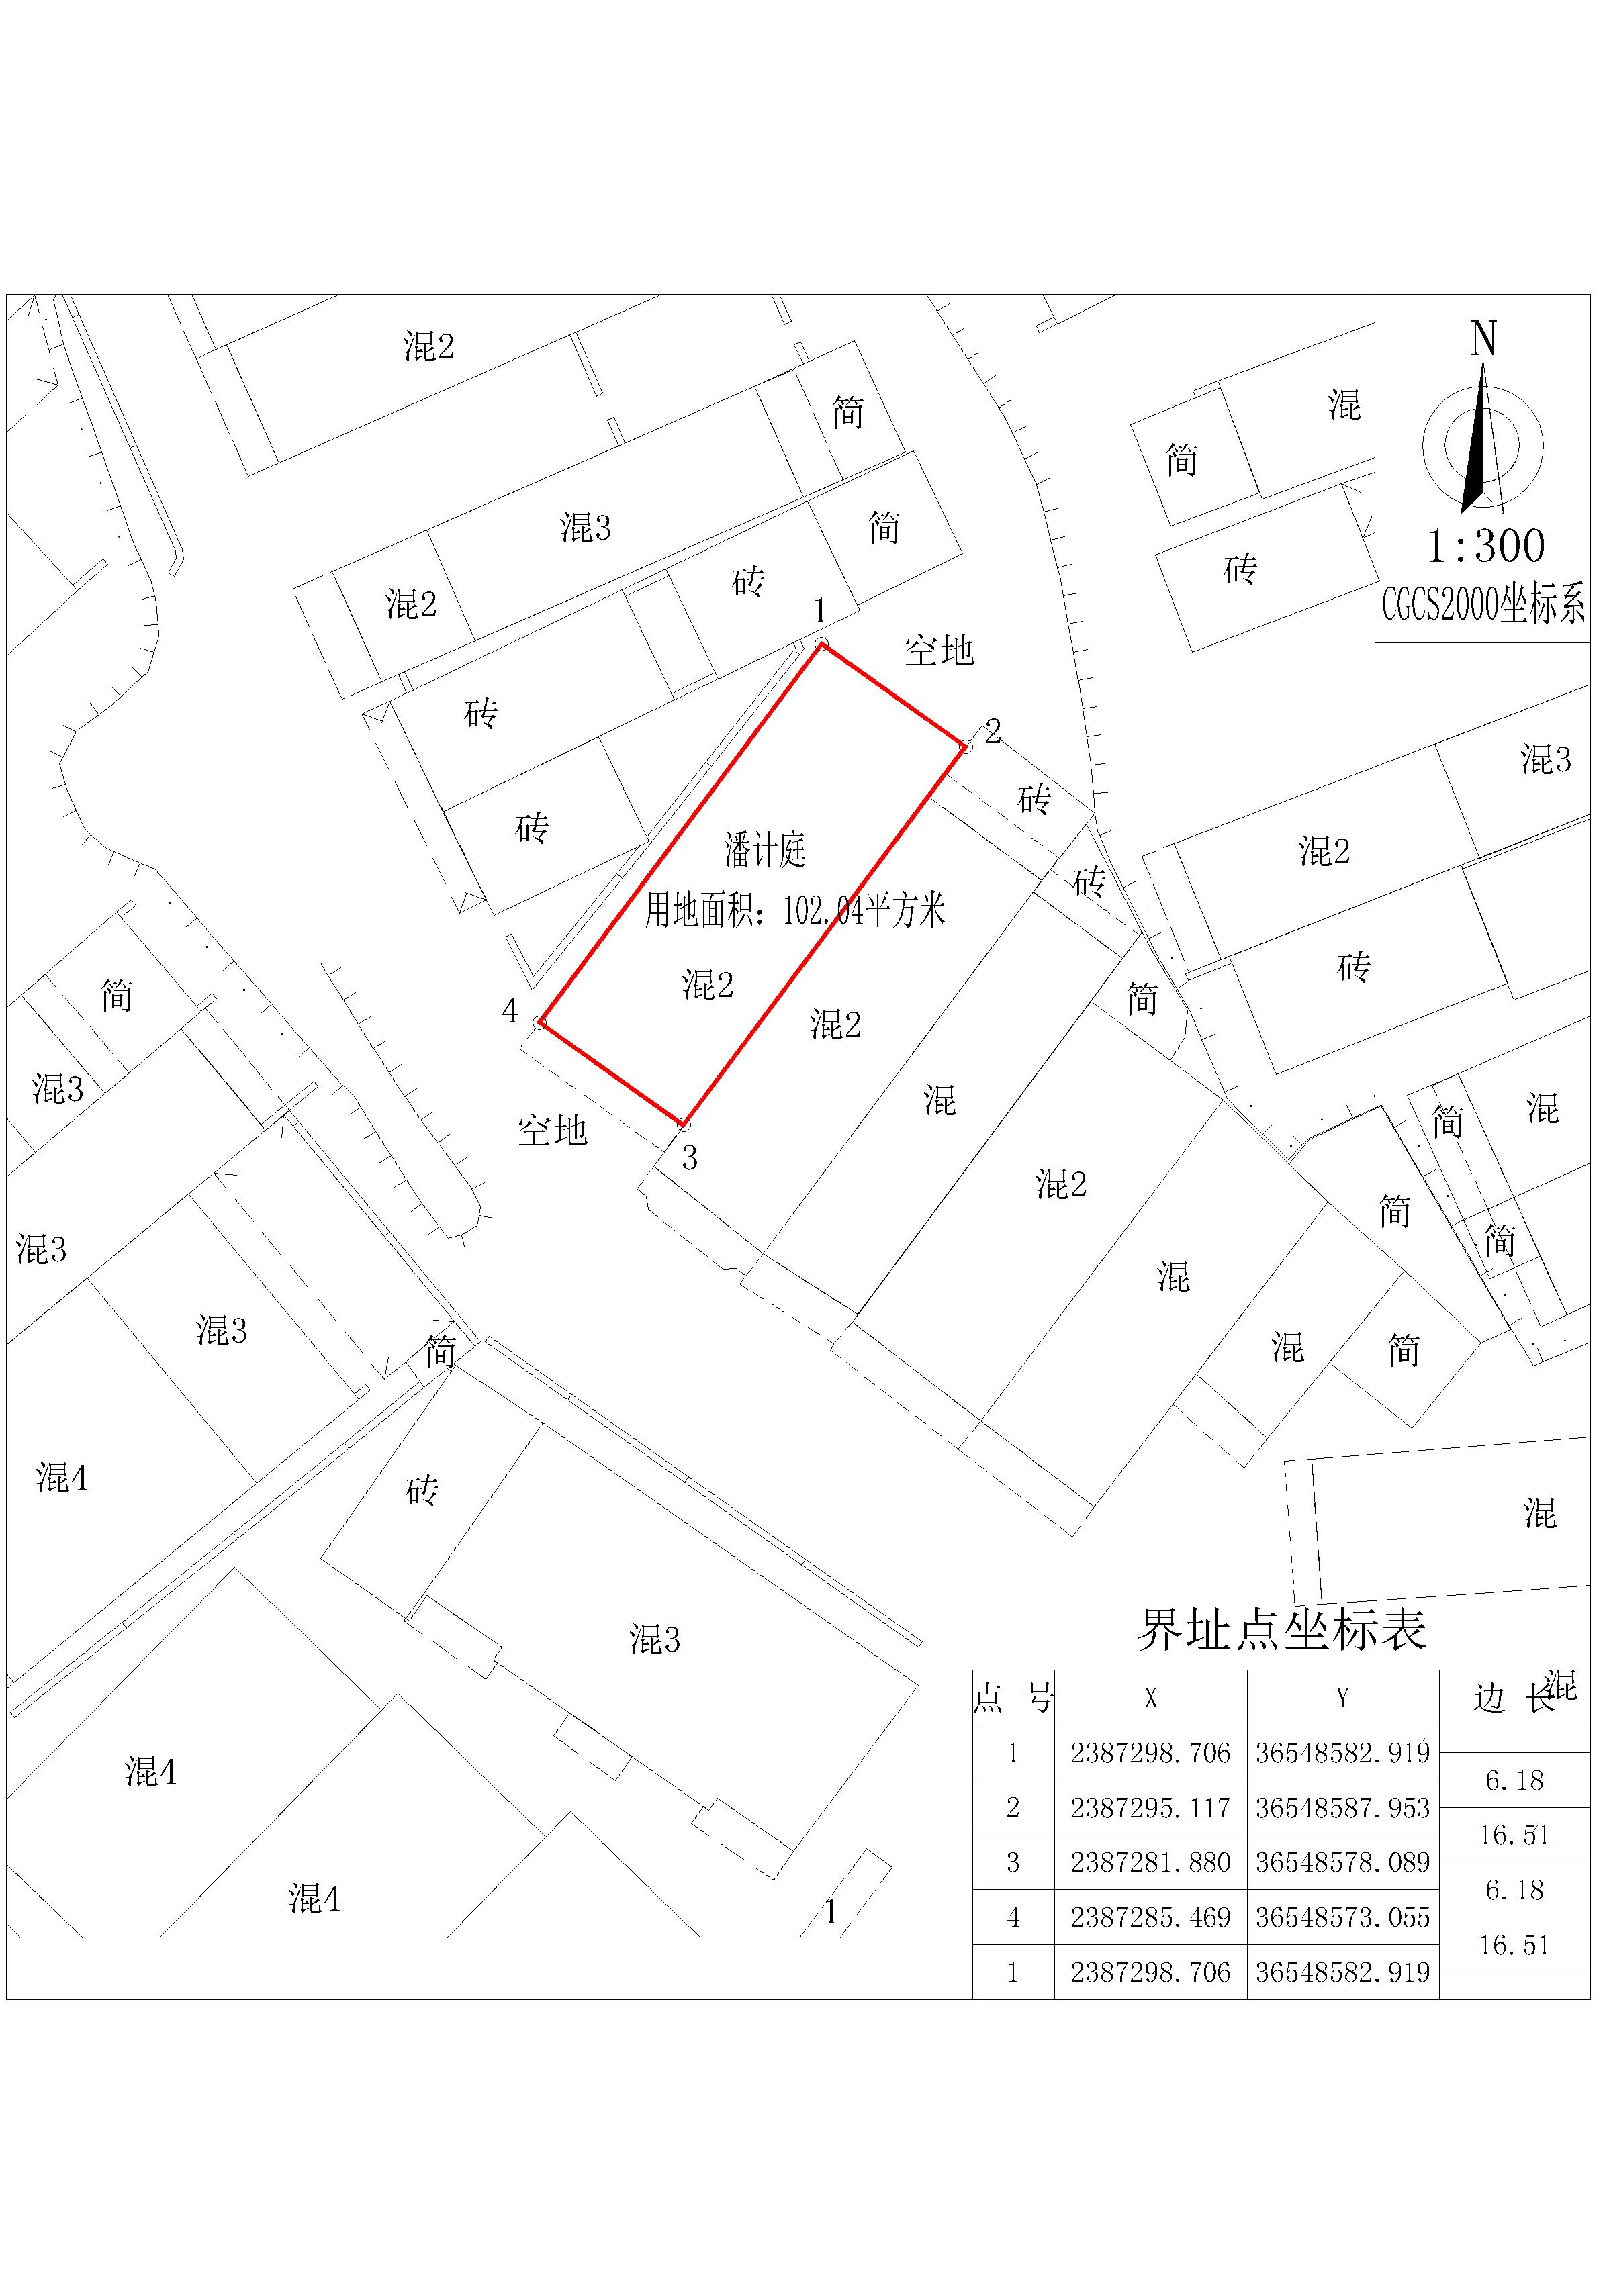 混2
N
简
混
简
混3
简
1:300
砖
砖
CGCS2000坐标系
混2
1
空地
砖
2
混3
砖
砖
潘计庭
混2
砖
用地面积：102.04平方米
砖
混2
简
简
4
混2
混3
混
混
简
空地
3
混2
简
混3
简
混
混3
简
混
简
混4
砖
混
混3
界址点坐标表
混
点 号 X Y 边 长
1 2387298.706 36548582.919
6.18
2 2387295.117 36548587.953
16.51
3 2387281.880 36548578.089
6.18
4 2387285.469 36548573.055
16.51
1 2387298.706 36548582.919
混4
混4
1